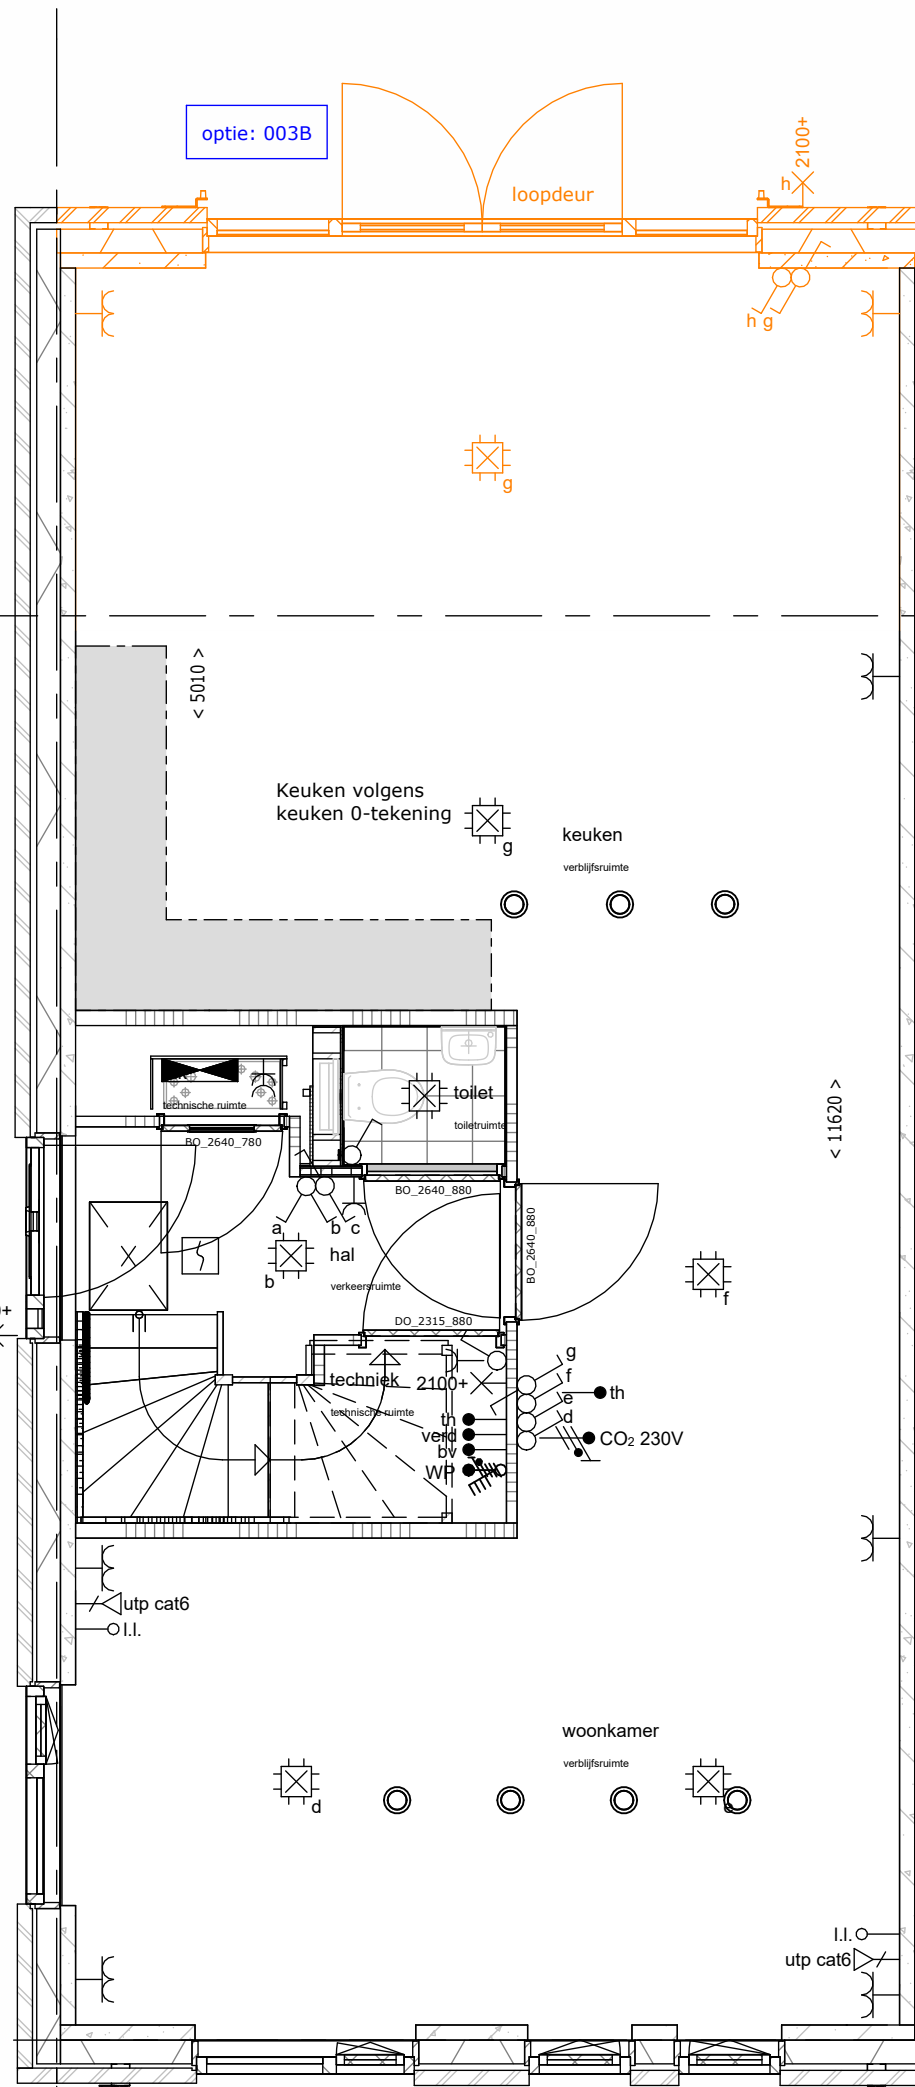 optie: 003B
loopdeur
h
2100+
h g
g
< 5010 >
Keuken volgens
keuken 0-tekening
g
keuken
verblijfsruimte
toilet
toiletruimte
technische ruimte
BO_2640_780
< 11620 >
BO_2640_880
a
b c
hal
b
verkeersruimte
BO_2640_880
f
DO_2315_880
g
techniek
2100+
f
th
e
technische ruimte
d
th
verd
CO₂ 230V
bv
WP
utp cat6
l.l.
woonkamer
verblijfsruimte
d
e
l.l.
utp cat6